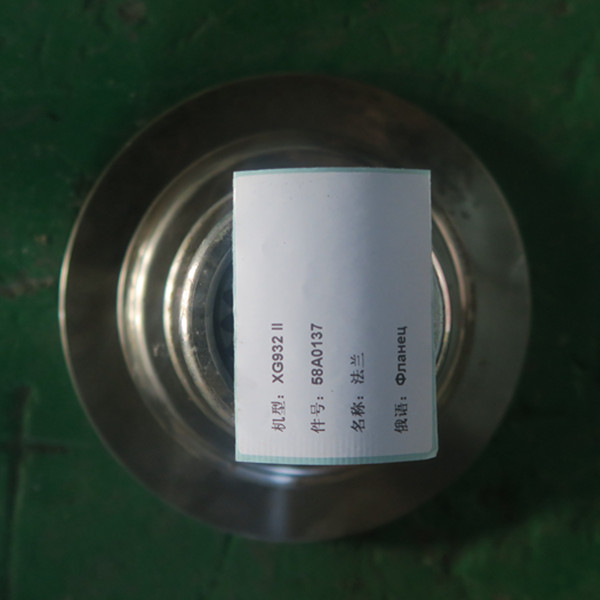 机型：XG932 II
件号：58A0137
名称：法兰
俄语：Фланец